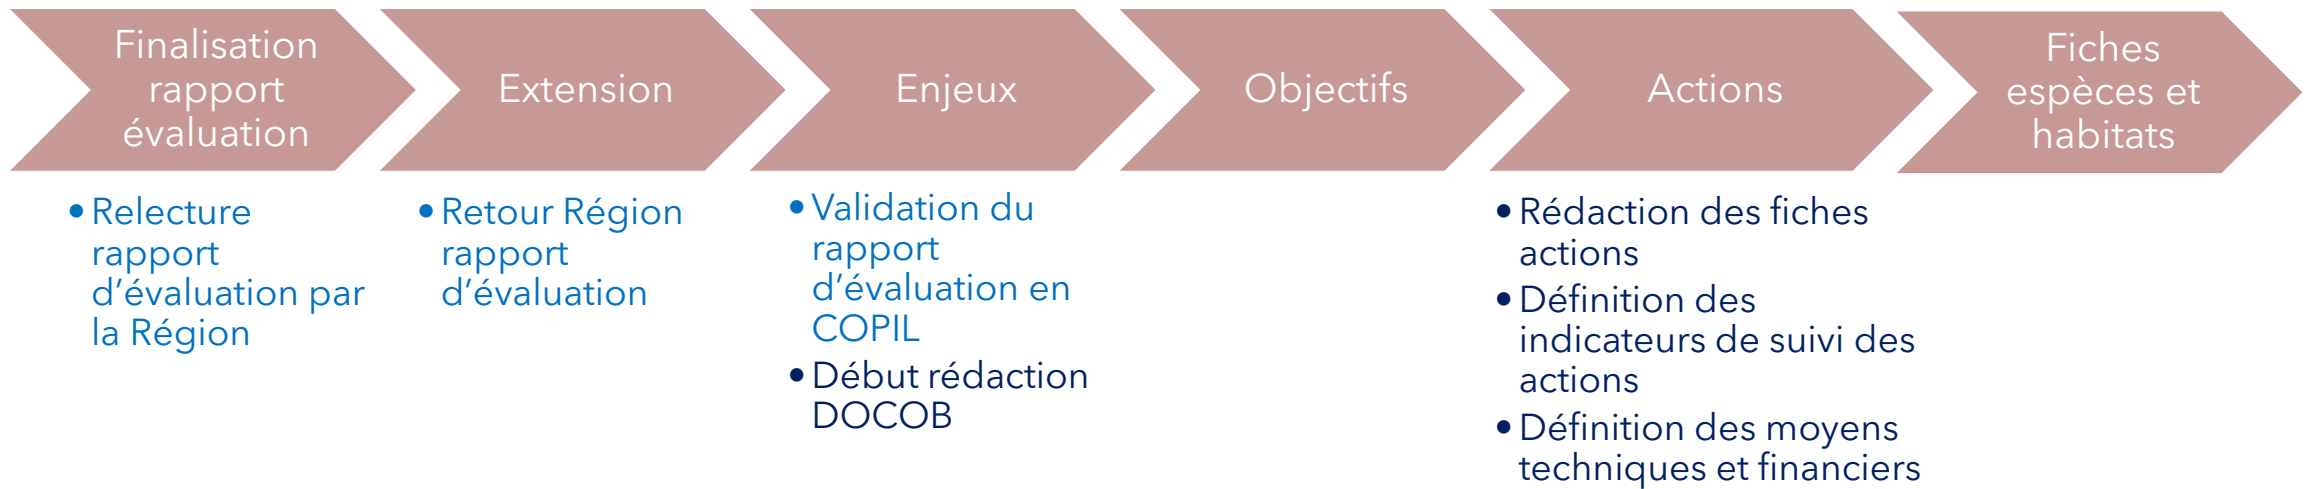 Finalisation
rapport
évaluation
Extension
Enjeux
Objectifs
Actions
Fiches
espèces et
habitats
•Relecture
rapport
d’évaluation par
la Région
•Retour Région
rapport
d’évaluation
•Validation du
rapport
d’évaluation en
COPIL
•Début rédaction
DOCOB
•Rédaction des fiches
actions
•Définition des
indicateurs de suivi des
actions
•Définition des moyens
techniques et financiers